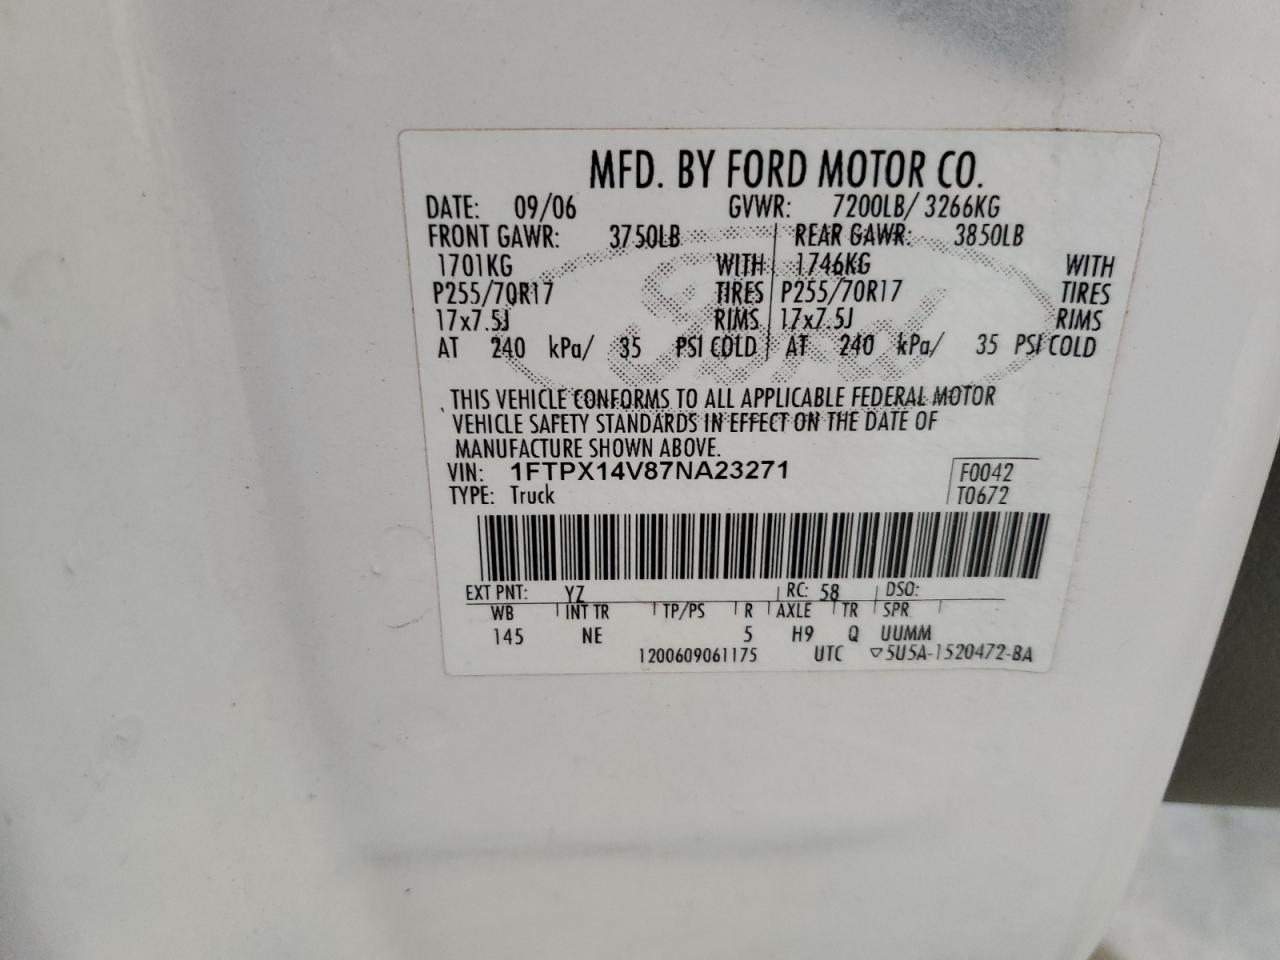 MFD. BY FORD MOTOR CO.
DATE: 09/06 GVWR: 7200LB/ 3266KG
FRONT GAWR: 3750LB REAR GAWR: 3850LB
1701KG WITH 1746KG WITH
P255/70R17 TIRES P255/70R17 TIRES
17x7.5J RIMS 17x7.5J RIMS
AT 240 kPa/ 35 PSI COLD AT 240 kPa/ 35 PSI COLD
Ford
THIS VEHICLE CONFORMS TO ALL APPLICABLE FEDERAL MOTOR
VEHICLE SAFETY STANDARDS IN EFFECT ON THE DATE OF
MANUFACTURE SHOWN ABOVE.
VIN: 1FTPX14V87NA23271 F0042
TYPE: Truck T0672
EXT PNT: YZ RC: 58 DSO:
WB INT TR TP/PS R AXLE TR SPR
145 NE 5 H9 Q UUMM
1200609061175 UTC ▽5U5A-1520472-BA